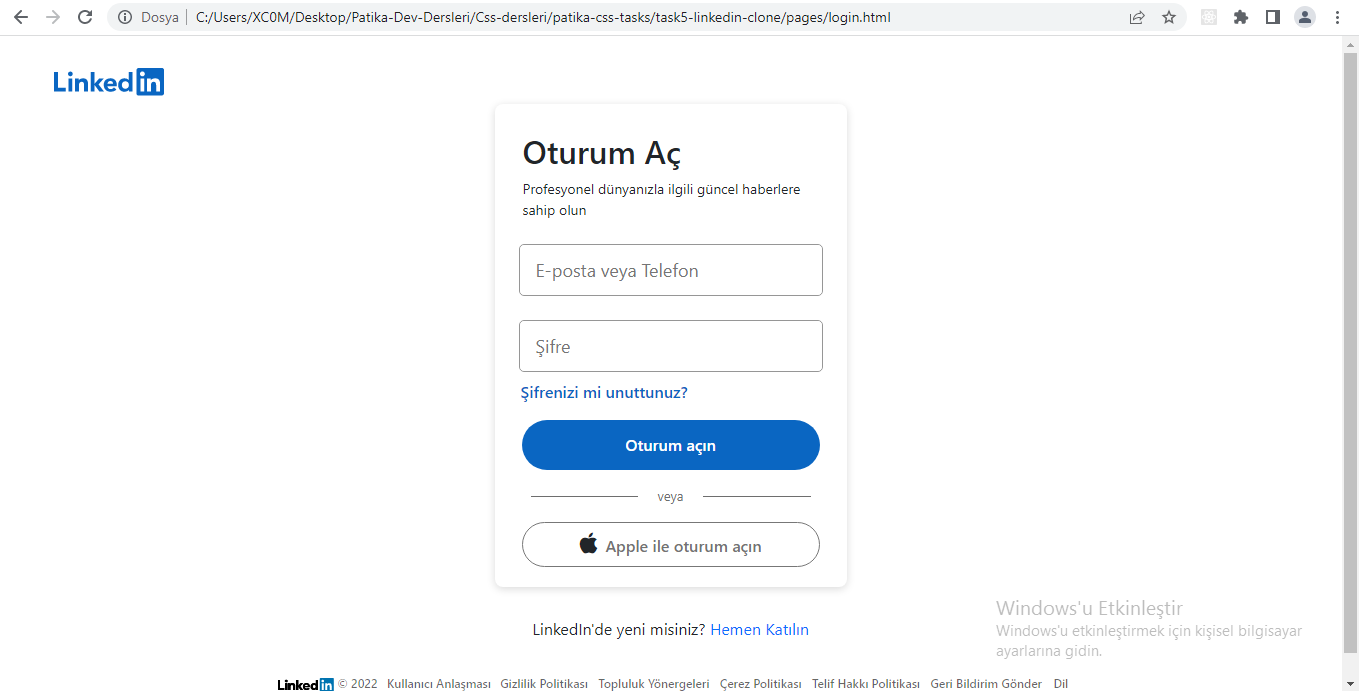 Dosya C:/Users/XC0M/Desktop/Patika-Dev-Dersleri/Css-dersleri/patika-css-tasks/task5-linkedin-clone/pages/login.html
Linkedin
Oturum Aç
Profesyonel dünyanızla ilgili güncel haberlere
sahip olun
E-posta veya Telefon
Şifre
Şifrenizi mi unuttunuz?
Oturum açın
veya
Apple ile oturum açın
LinkedIn'de yeni misiniz? Hemen Katılın
Windows'u Etkinleştir
Windows'u etkinleştirmek için kişisel bilgisayar
ayarlarına gidin.
Linkedin © 2022 Kullanıcı Anlaşması Gizlilik Politikası Topluluk Yönergeleri Çerez Politikası Telif Hakkı Politikası Geri Bildirim Gönder Dil